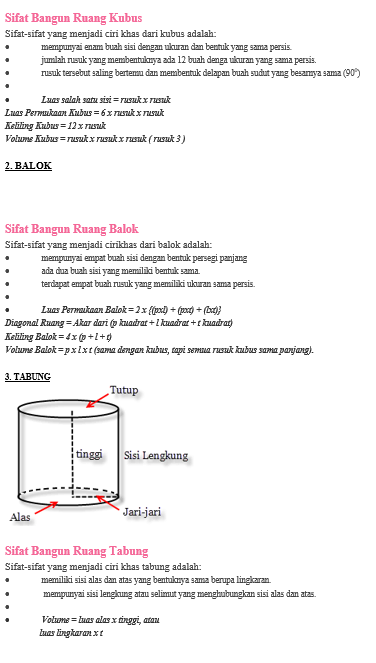 Sifat Bangun Ruang Kubus
Sifat-sifat yang menjadi ciri khas dari kubus adalah:
• mempunyai enam buah sisi dengan ukuran dan bentuk yang sama persis.
• jumlah rusuk yang membentuknya ada 12 buah denga ukuran yang sama persis.
• rusuk tersebut saling bertemu dan membentuk delapan buah sudut yang besarnya sama (90°)
•
• Luas salah satu sisi = rusuk x rusuk
Luas Permukaan Kubus = 6 x rusuk x rusuk
Keliling Kubus = 12 x rusuk
Volume Kubus = rusuk x rusuk x rusuk ( rusuk 3 )
2. BALOK
Sifat Bangun Ruang Balok
Sifat-sifat yang menjadi cirikhas dari balok adalah:
• mempunyai empat buah sisi dengan bentuk persegi panjang
• ada dua buah sisi yang memiliki bentuk sama.
• terdapat empat buah rusuk yang memiliki ukuran sama persis.
•
• Luas Permukaan Balok = 2 x {(pxl) + (pxt) + (lxt)}
Diagonal Ruang = Akar dari (p kuadrat + l kuadrat + t kuadrat)
Keliling Balok = 4 x (p + l + t)
Volume Balok = p x l x t (sama dengan kubus, tapi semua rusuk kubus sama panjang).
3. TABUNG
Tutup
tinggi
Sisi Lengkung
Alas
Jari-jari
Sifat Bangun Ruang Tabung
Sifat-sifat yang menjadi ciri khas tabung adalah:
• memiliki sisi alas dan atas yang bentuknya sama berupa lingkaran.
• mempunyai sisi lengkung atau selimut yang menghubungkan sisi alas dan atas.
•
• Volume = luas alas x tinggi, atau
luas lingkaran x t